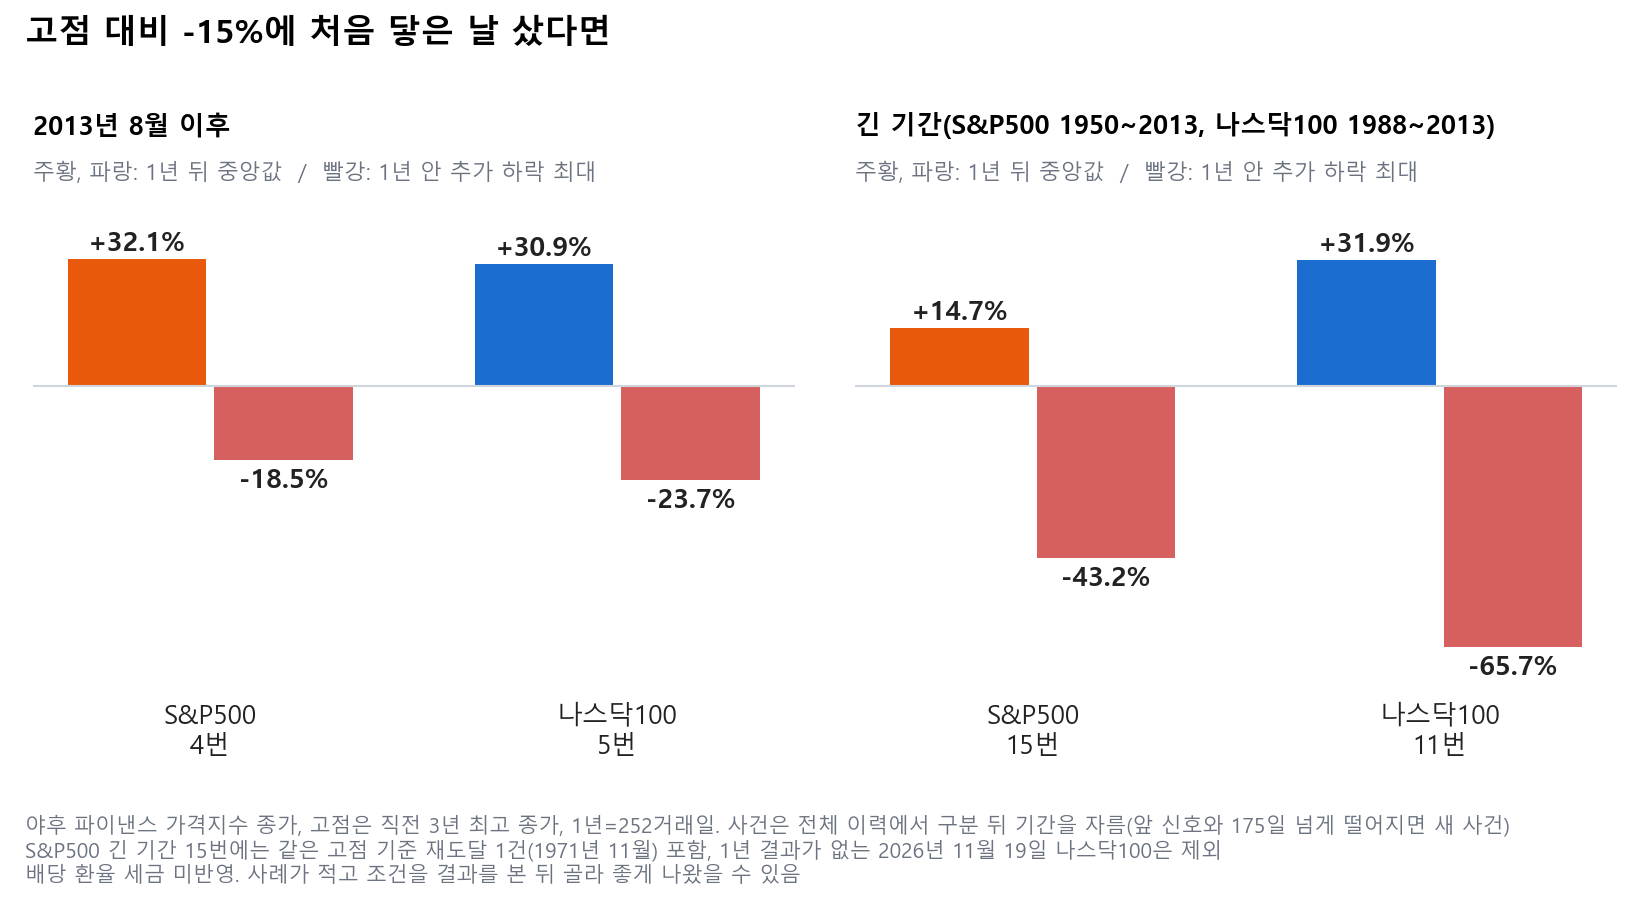 고점 대비 -15%에 처음 닿은 날 샀다면
2013년 8월 이후
주황, 파랑: 1년 뒤 중앙값 / 빨강: 1년 안 추가 하락 최대
+32.1%
-18.5%
+30.9%
-23.7%
S&P500
4번
나스닥100
5번
긴 기간(S&P500 1950~2013, 나스닥100 1988~2013)
주황, 파랑: 1년 뒤 중앙값 / 빨강: 1년 안 추가 하락 최대
+14.7%
-43.2%
+31.9%
-65.7%
S&P500
15번
나스닥100
11번
야후 파이낸스 가격지수 종가, 고점은 직전 3년 최고 종가, 1년=252거래일. 사건은 전체 이력에서 구분 뒤 기간을 자름(앞 신호와 175일 넘게 떨어지면 새 사건)
S&P500 긴 기간 15번에는 같은 고점 기준 재도달 1건(1971년 11월) 포함, 1년 결과가 없는 2026년 11월 19일 나스닥100은 제외
배당 환율 세금 미반영. 사례가 적고 조건을 결과를 본 뒤 골라 좋게 나왔을 수 있음